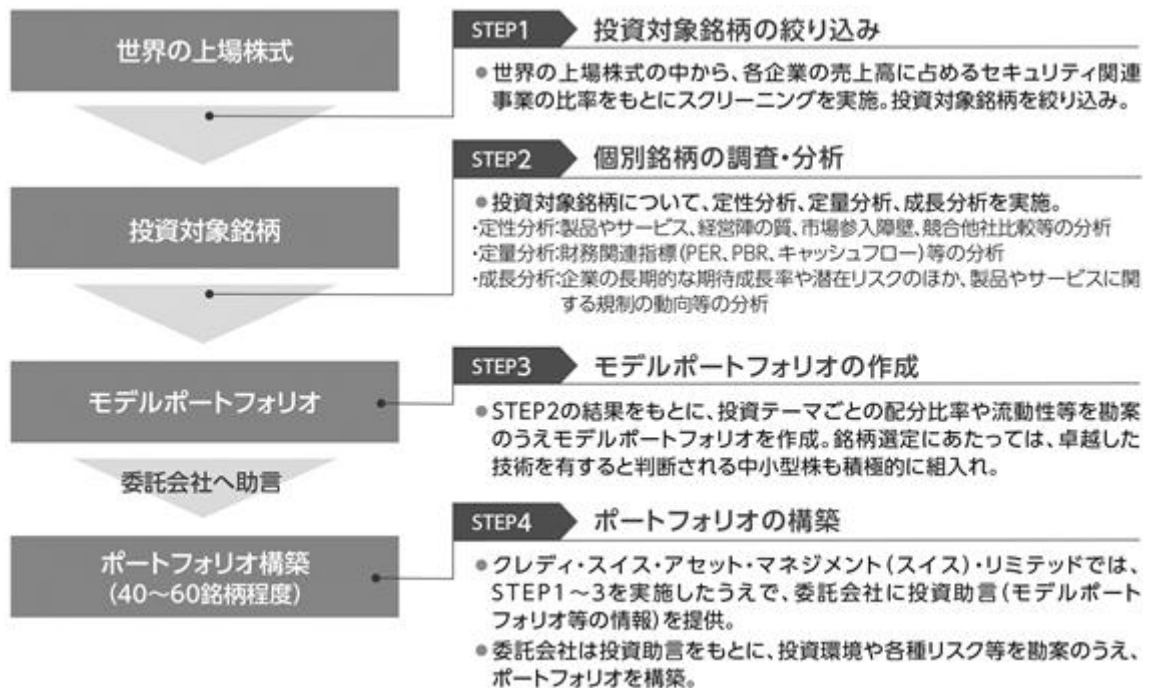 世界の上場株式
STEP1 投資対象銘柄の絞り込み
●世界の上場株式の中から、各企業の売上高に占めるセキュリティ関連
事業の比率をもとにスクリーニングを実施。投資対象銘柄を絞り込み。
投資対象銘柄
STEP2 個別銘柄の調査・分析
●投資対象銘柄について、定性分析、定量分析、成長分析を実施。
・定性分析:製品やサービス、経営陣の質、市場参入障壁、競合他社比較等の分析
・定量分析:財務関連指標(PER、PBR、キャッシュフロー)等の分析
・成長分析:企業の長期的な期待成長率や潜在リスクのほか、製品やサービスに関
する規制の動向等の分析
モデルポートフォリオ
STEP3 モデルポートフォリオの作成
●STEP2の結果をもとに、投資テーマごとの配分比率や流動性等を勘案
のうえモデルポートフォリオを作成。銘柄選定にあたっては、卓越した
技術を有すると判断される中小型株も積極的に組入れ。
委託会社へ助言
ポートフォリオ構築
(40〜60銘柄程度)
STEP4 ポートフォリオの構築
●クレディ・スイス・アセット・マネジメント(スイス)・リミテッドでは、
STEP1〜3を実施したうえで、委託会社に投資助言(モデルポート
フォリオ等の情報)を提供。
●委託会社は投資助言をもとに、投資環境や各種リスク等を勘案のうえ、
ポートフォリオを構築。